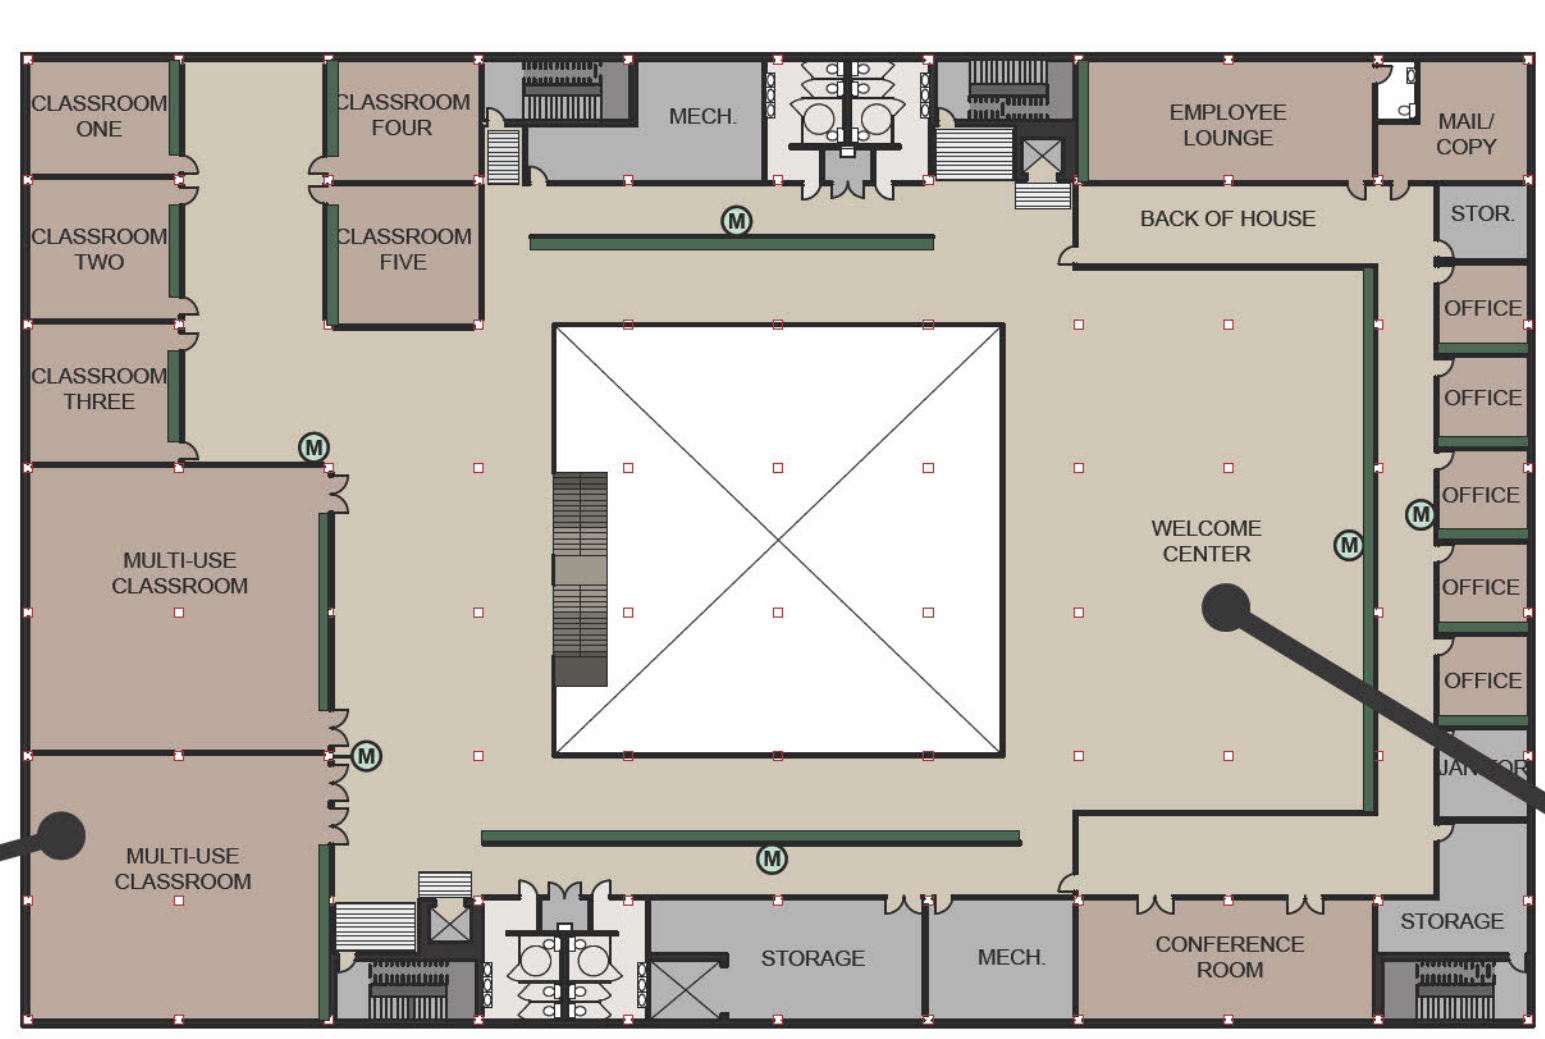 CLASSROOM
ONE
CLASSROOM
FOUR
MECH.
EMPLOYEE
LOUNGE
MAIL/
COPY
CLASSROOM
TWO
CLASSROOM
FIVE
M
BACK OF HOUSE
STOR.
OFFICE
CLASSROOM
THREE
OFFICE
M
OFFICE
M
WELCOME
CENTER
M
MULTI-USE
CLASSROOM
OFFICE
OFFICE
M
MULTI-USE
CLASSROOM
M
STORAGE
STORAGE
MECH.
CONFERENCE
ROOM